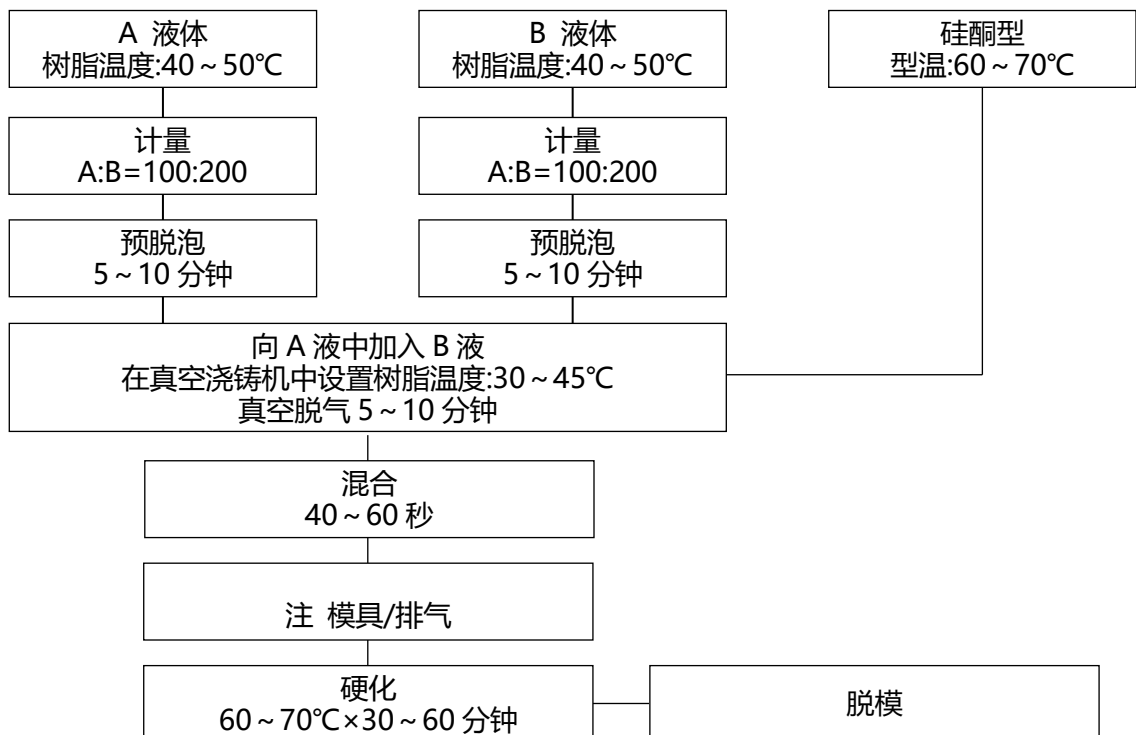 A 液体
树脂温度:40～50℃
B 液体
树脂温度:40～50℃
硅酮型
型温:60～70℃
计量
A:B=100:200
计量
A:B=100:200
预脱泡
5～10 分钟
预脱泡
5～10 分钟
向 A 液中加入 B 液
在真空浇铸机中设置树脂温度:30～45℃
真空脱气 5～10 分钟
混合
40～60 秒
注 模具/排气
硬化
60～70℃×30～60 分钟
脱模